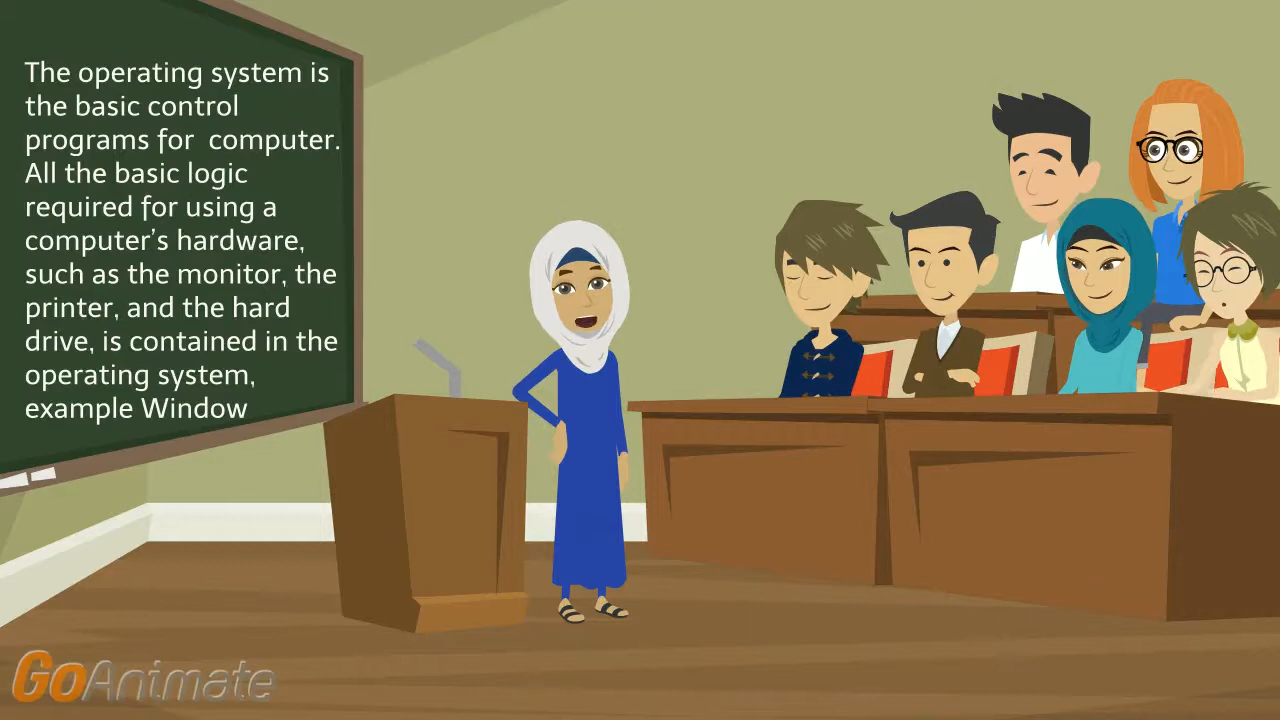 The operating system is
the basic control
programs for  computer.
All the basic logic
required for using a
computer's hardware,
such as the monitor, the
printer, and the hard
drive, is contained in the
operating system,
example Window
GoAnimate